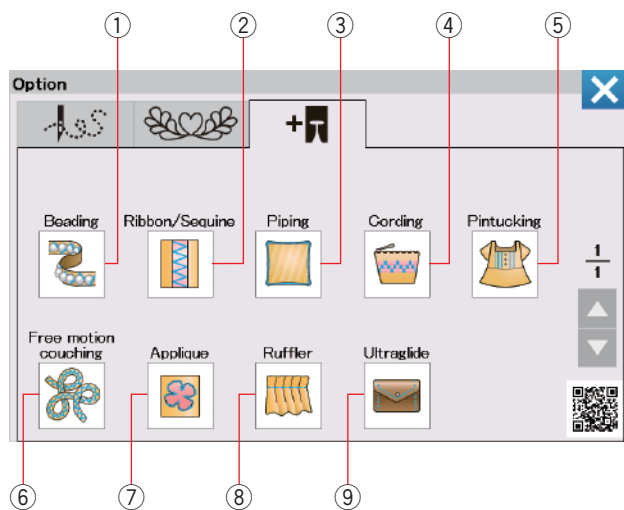 ① ② ③ ④ ⑤
Option
Beading Ribbon/Sequine Piping Cording Pintucking
1
1
Free motion
couching Applique Ruffler Ultraglide
⑥ ⑦ ⑧ ⑨